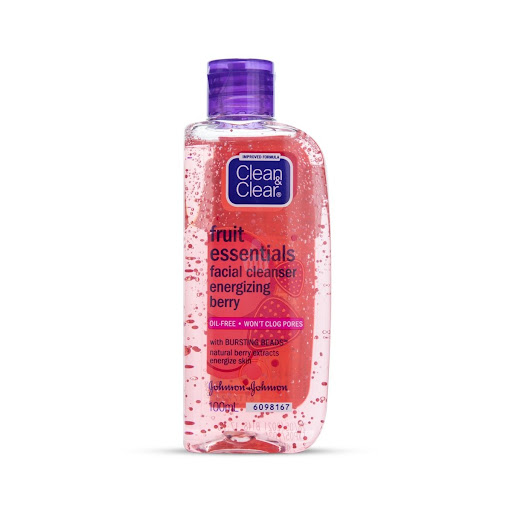 IMPROVED FORMULA
Clean &
Clear®
fruit
essentials
facial cleanser
energizing
berry
OIL-FREE • WON'T CLOG PORES
with BURSTING BEADS™
natural berry extracts
energize skin
Johnson & Johnson
100mL 6098167